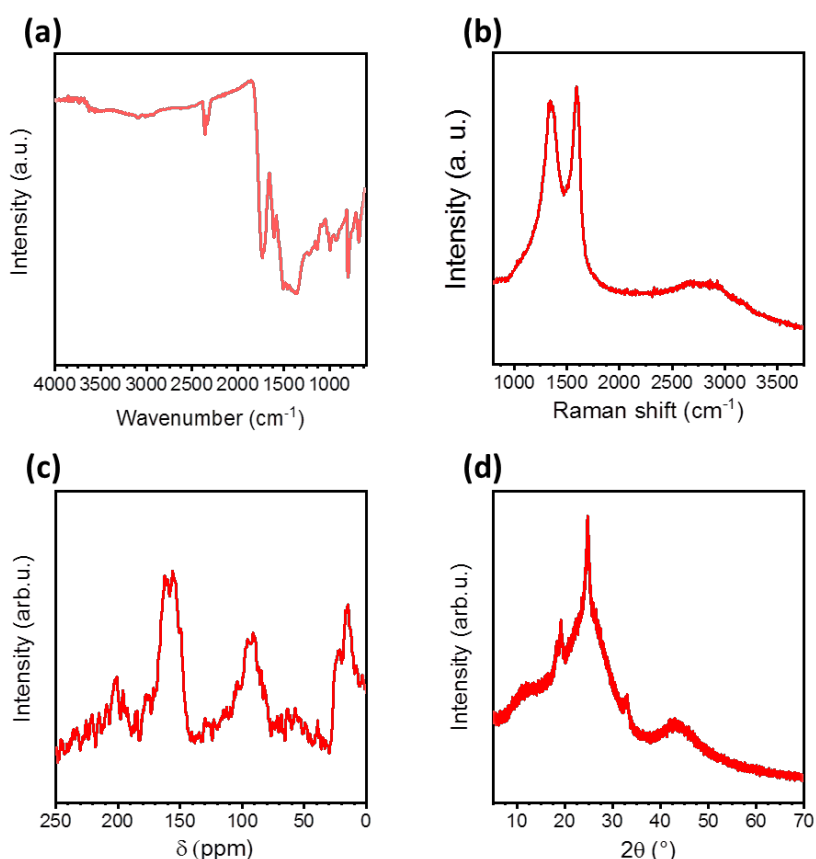 (a)
Intensity (a.u.)
4000 3500 3000 2500 2000 1500 1000
Wavenumber (cm⁻¹)
(b)
Intensity (a. u.)
1000 1500 2000 2500 3000 3500
Raman shift (cm⁻¹)
(c)
Intensity (arb.u.)
250 200 150 100 50 0
δ (ppm)
(d)
Intensity (arb.u.)
10 20 30 40 50 60 70
2θ (°)